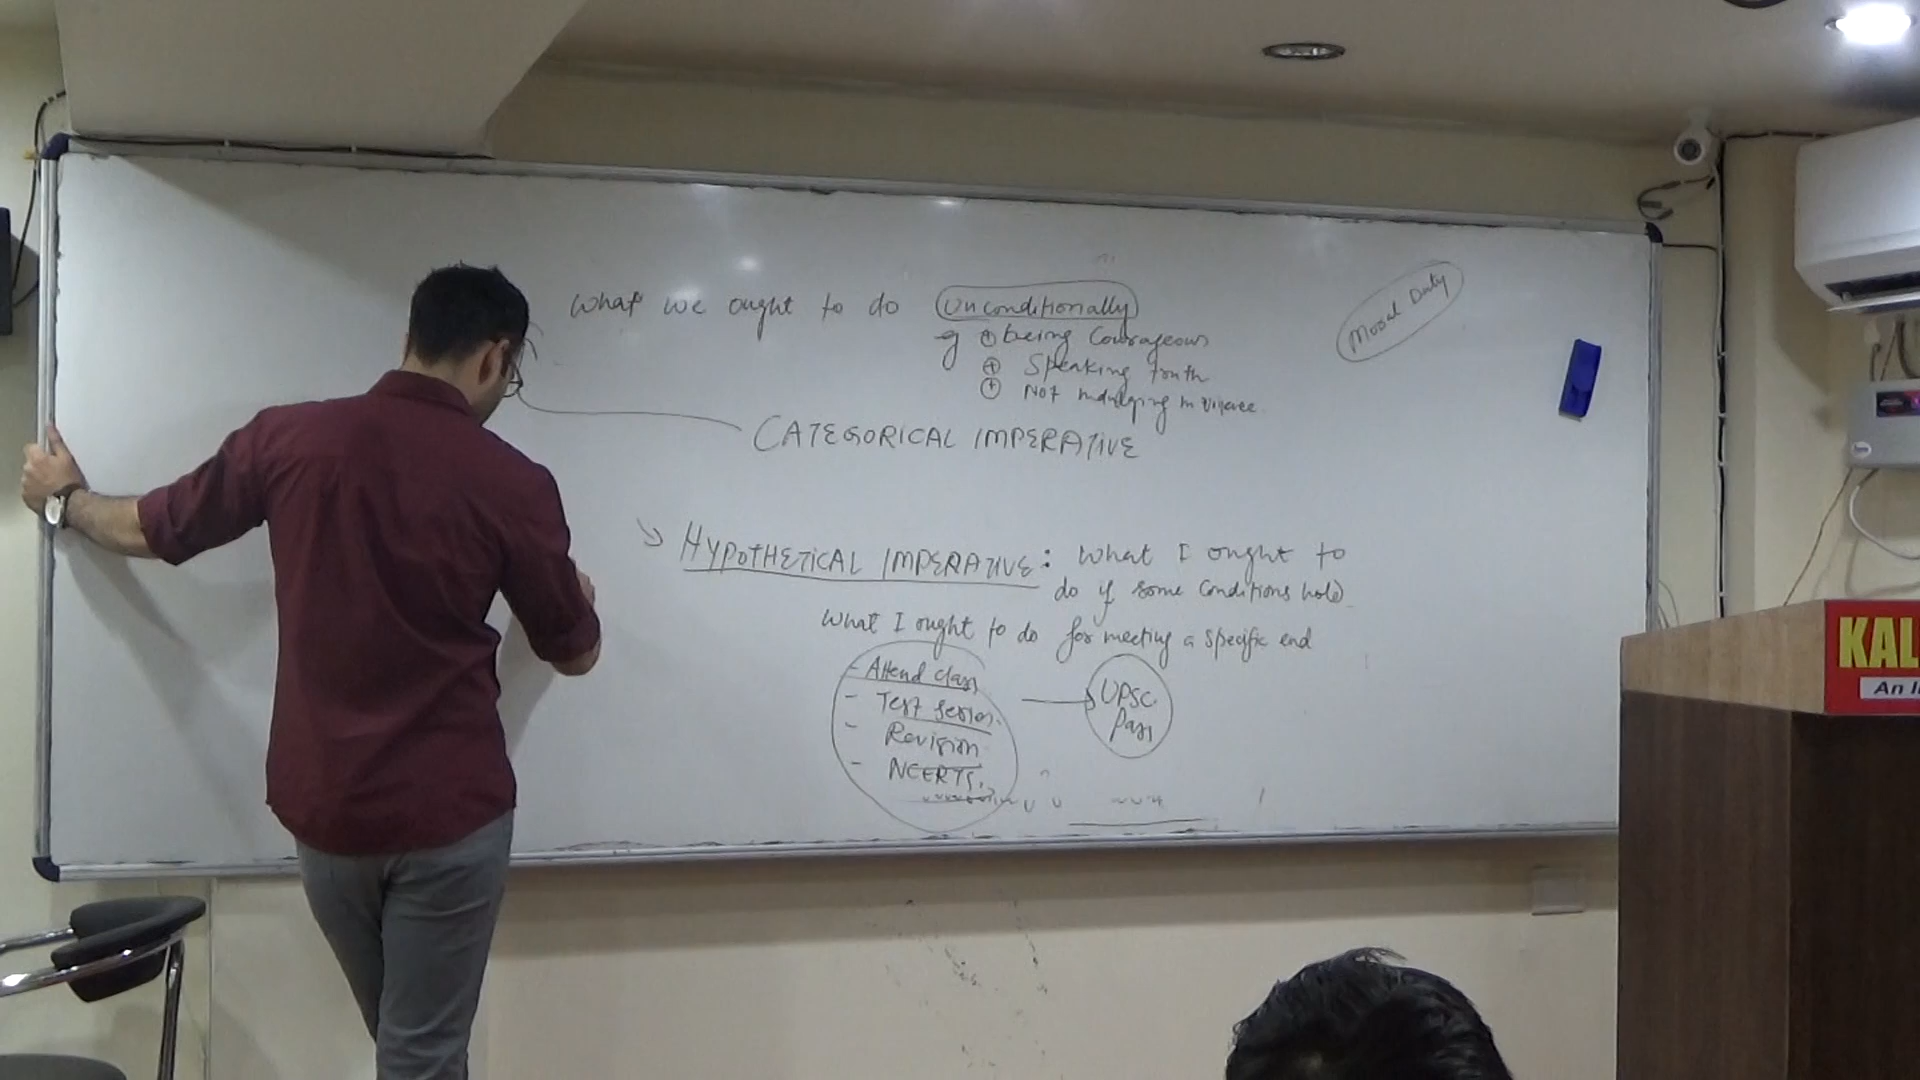 What we ought to do Unconditionally
eg ① being Courageous
⊕ Speaking truth
⊕ Not indulging in
Moral Duty
CATEGORICAL IMPERATIVE
↘ HYPOTHETICAL IMPERATIVE: What I ought to
do if some Conditions hold
What I ought to do for meeting a specific end
- Attend class
- Test series.
- Revision
- NCERTS.
→ UPSC.
Pass
KAL
An I